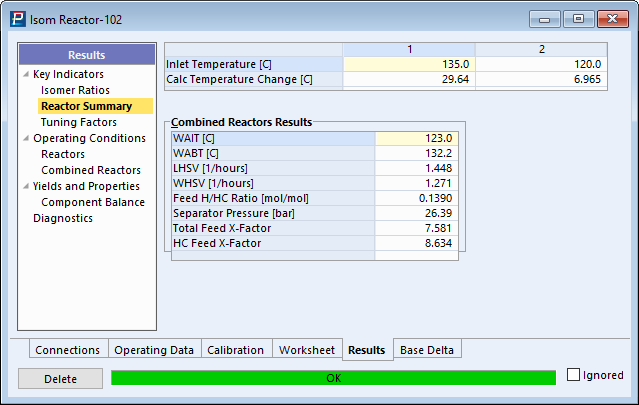 Isom Reactor-102
Results
Key Indicators
Isomer Ratios
Reactor Summary
Tuning Factors
Operating Conditions
Reactors
Combined Reactors
Yields and Properties
Component Balance
Diagnostics
1 2
Inlet Temperature [C] 135.0 120.0
Calc Temperature Change [C] 29.64 6.965
Combined Reactors Results
WAIT [C] 123.0
WABT [C] 132.2
LHSV [1/hours] 1.448
WHSV [1/hours] 1.271
Feed H/HC Ratio [mol/mol] 0.1390
Separator Pressure [bar] 26.39
Total Feed X-Factor 7.581
HC Feed X-Factor 8.634
Connections Operating Data Calibration Worksheet Results Base Delta
Delete OK Ignored